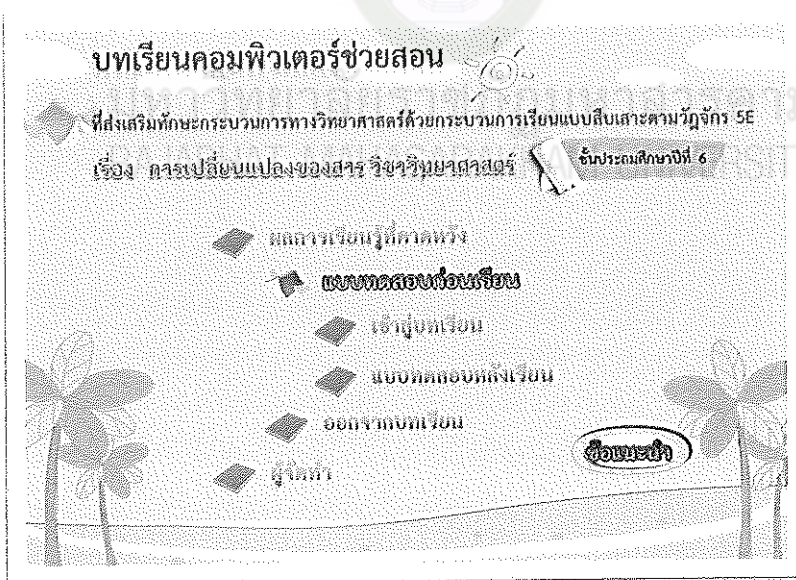 บทเรียนคอมพิวเตอร์ช่วยสอน
ที่ส่งเสริมทักษะกระบวนการทางวิทยาศาสตร์ด้วยกระบวนการเรียนแบบสืบเสาะตามวัฏจักร 5E
เรื่อง การเปลี่ยนแปลงของสาร วิชาวิทยาศาสตร์
ชั้นประถมศึกษาปีที่ 6
ผลการเรียนรู้ที่คาดหวัง
แบบทดสอบก่อนเรียน
เข้าสู่บทเรียน
แบบทดสอบหลังเรียน
ออกจากบทเรียน
ข้อแนะนำ
ผู้จัดทำ